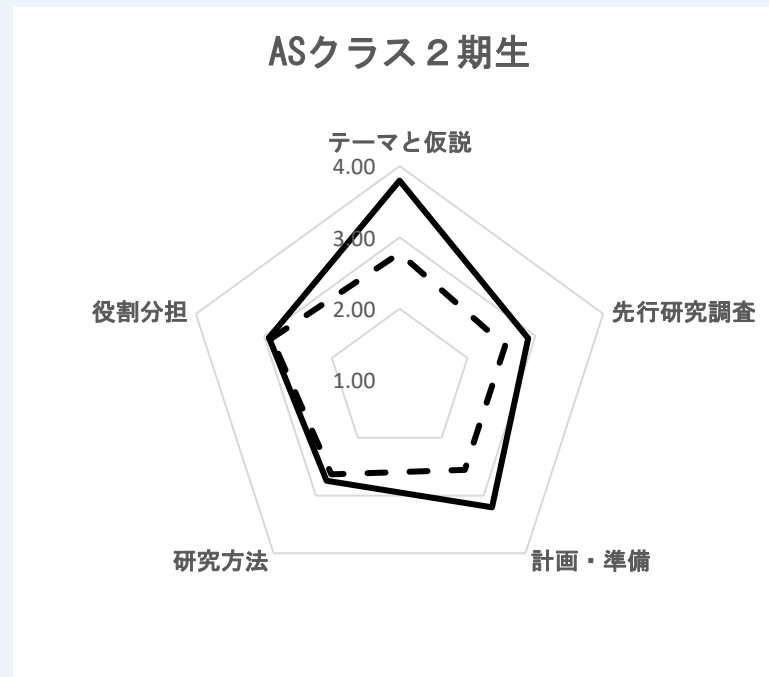 ASクラス２期生
テーマと仮説
4.00
3.00
2.00
1.00
先行研究調査
計画・準備
研究方法
役割分担